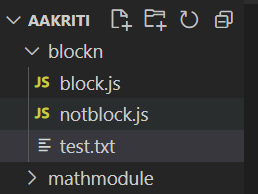 AAKRITI
blockn
JS block.js
JS notblock.js
test.txt
mathmodule